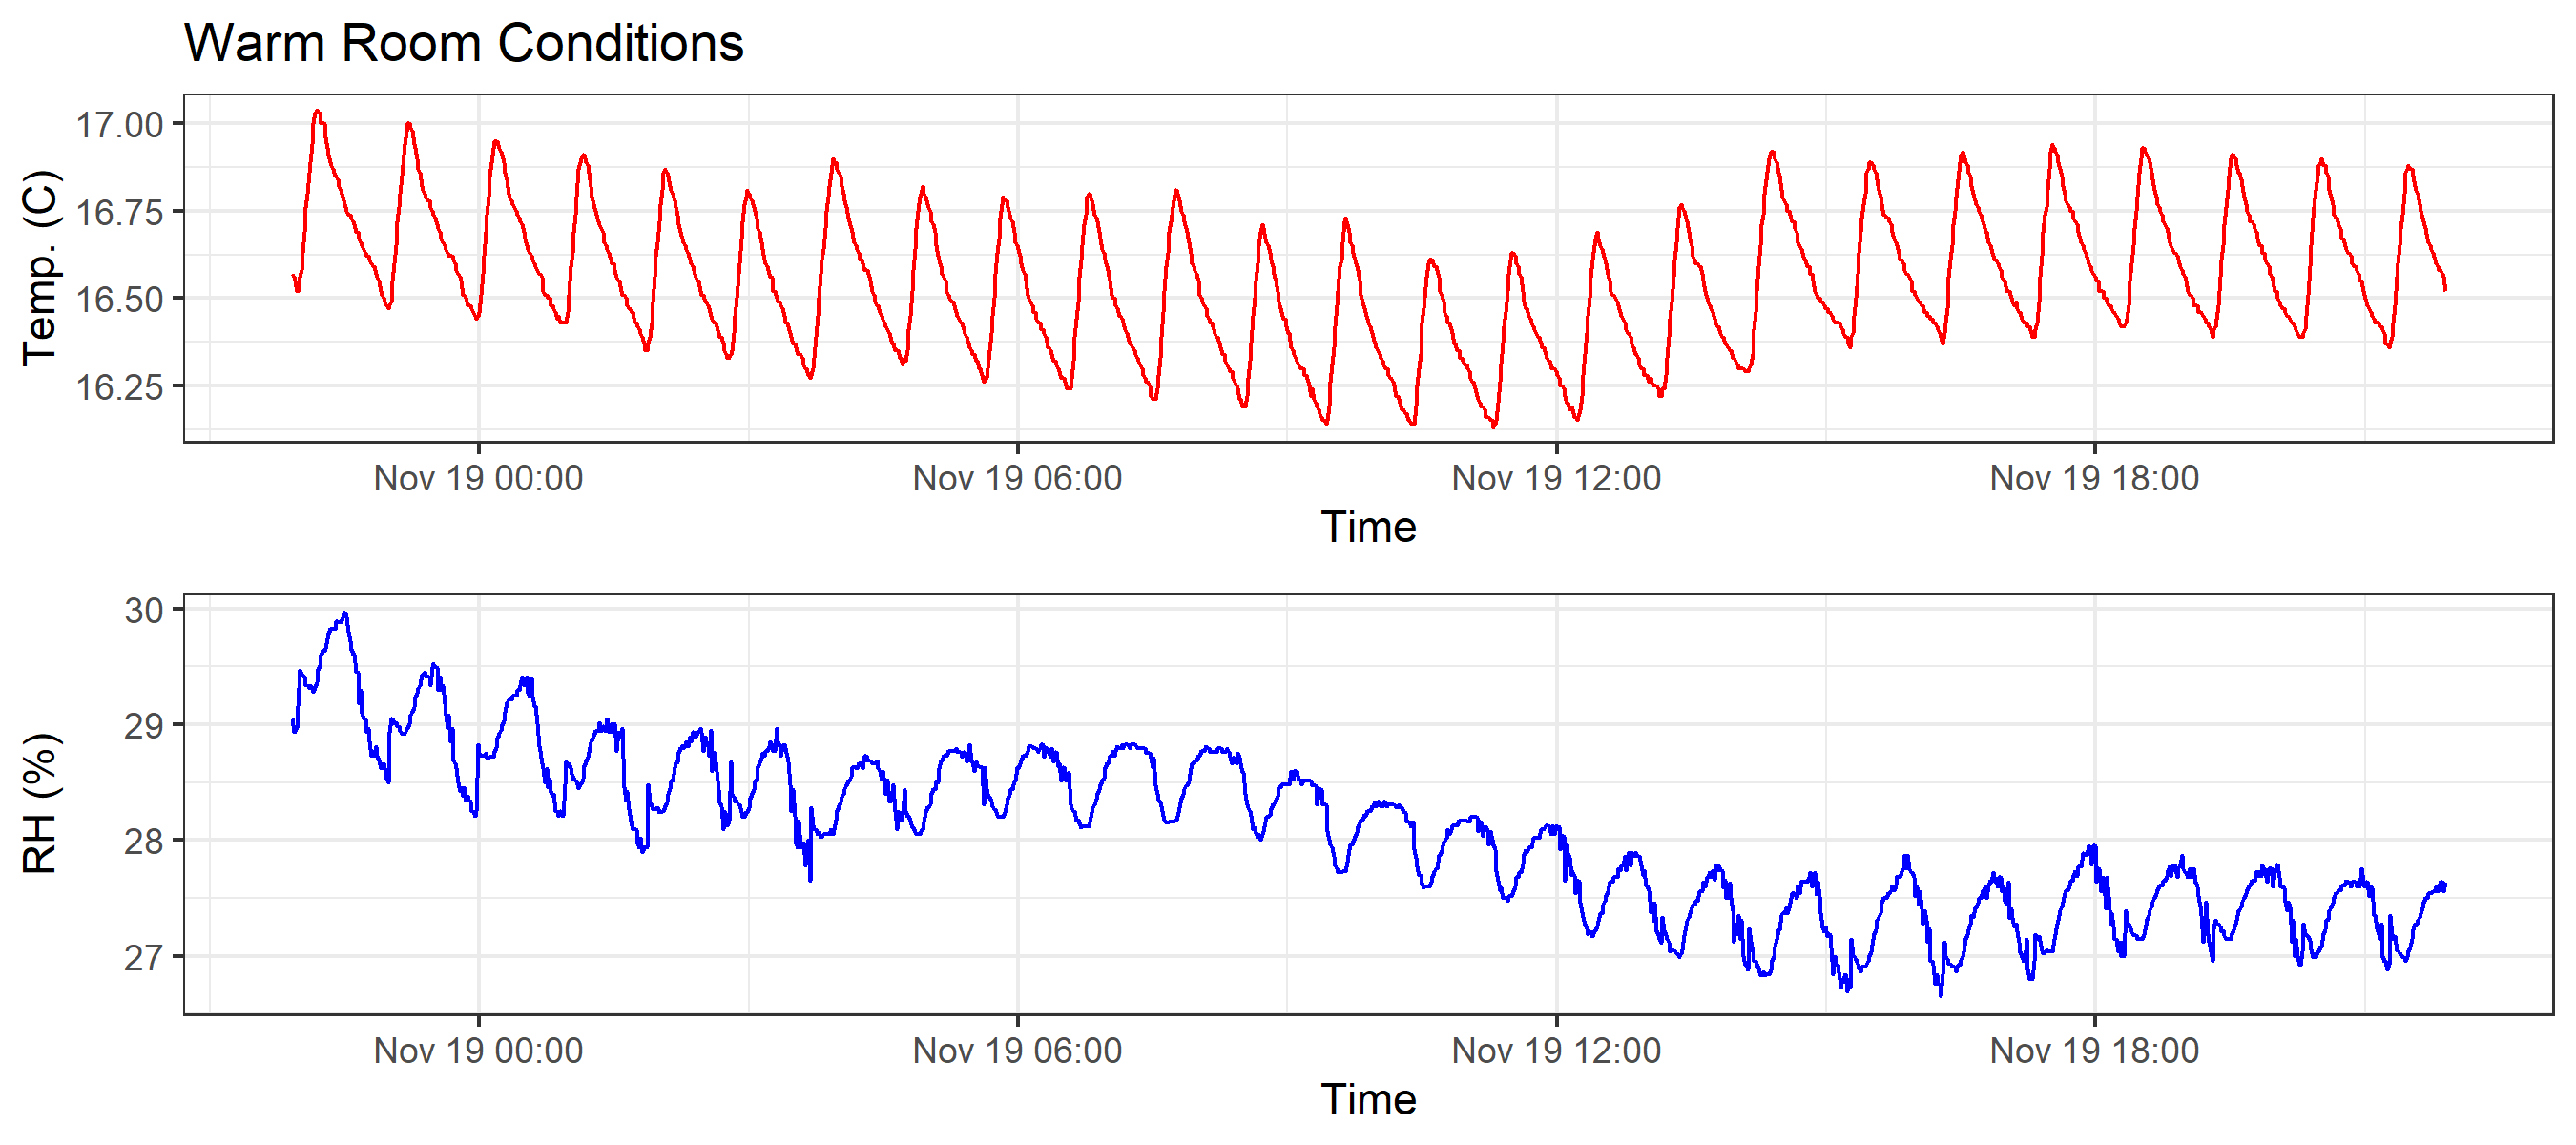 Warm Room Conditions
17.00
16.75
16.50
16.25
Temp. (C)
Nov 19 00:00 Nov 19 06:00 Nov 19 12:00 Nov 19 18:00
Time
30
29
28
27
RH (%)
Nov 19 00:00 Nov 19 06:00 Nov 19 12:00 Nov 19 18:00
Time